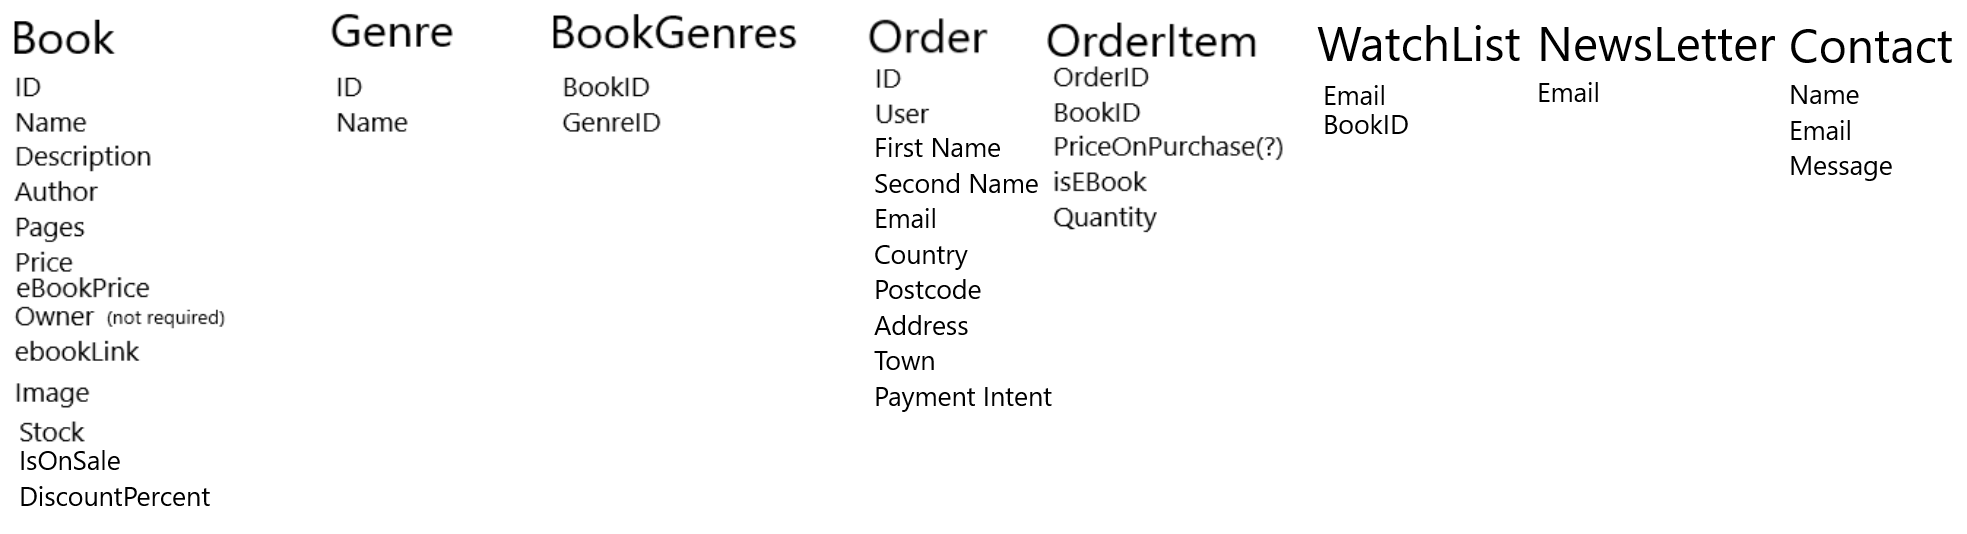 Book
ID
Name
Description
Author
Pages
Price
eBookPrice
Owner (not required)
ebookLink
Image
Stock
IsOnSale
DiscountPercent
Genre
ID
Name
BookGenres
BookID
GenreID
Order
ID
User
First Name
Second Name
Email
Country
Postcode
Address
Town
Payment Intent
OrderItem
OrderID
BookID
PriceOnPurchase(?)
isEBook
Quantity
WatchList
Email
BookID
NewsLetter
Email
Contact
Name
Email
Message